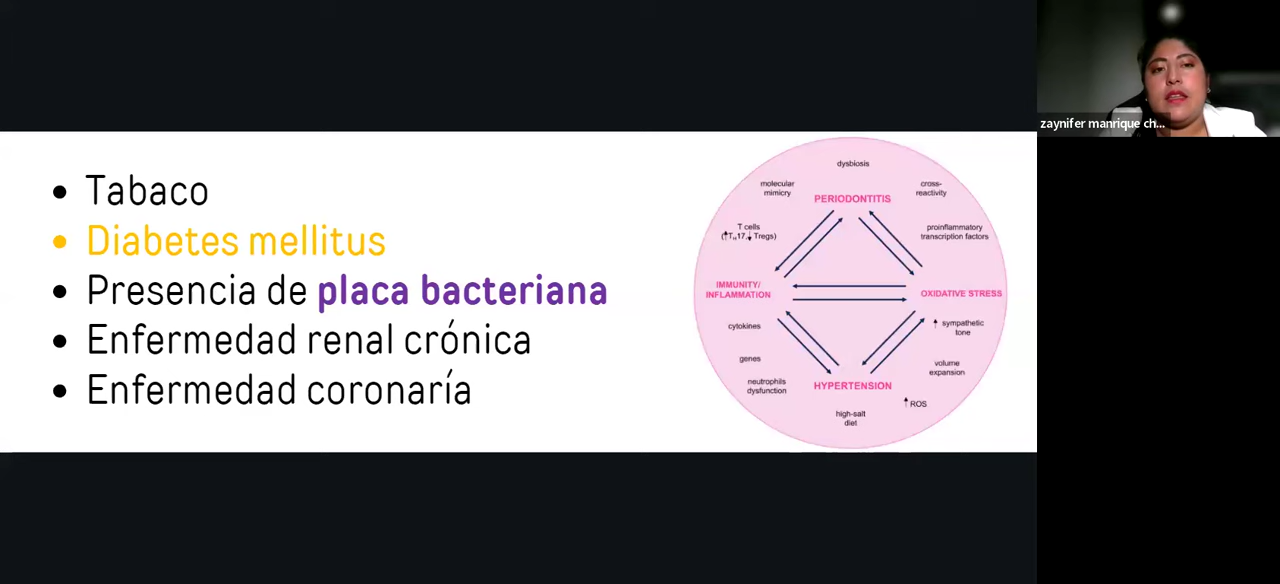 zaynifer manrique ch...
Tabaco
Diabetes mellitus
Presencia de placa bacteriana
Enfermedad renal crónica
Enfermedad coronaría
dysbiosis
molecular
mimicry
cross-
reactivity
PERIODONTITIS
T cells
(↑TH17,↓ Tregs)
proinflammatory
transcription factors
IMMUNITY/
INFLAMMATION
OXIDATIVE STRESS
cytokines
↑ sympathetic
tone
genes
volume
expansion
neutrophils
dysfunction
HYPERTENSION
↑ ROS
high-salt
diet